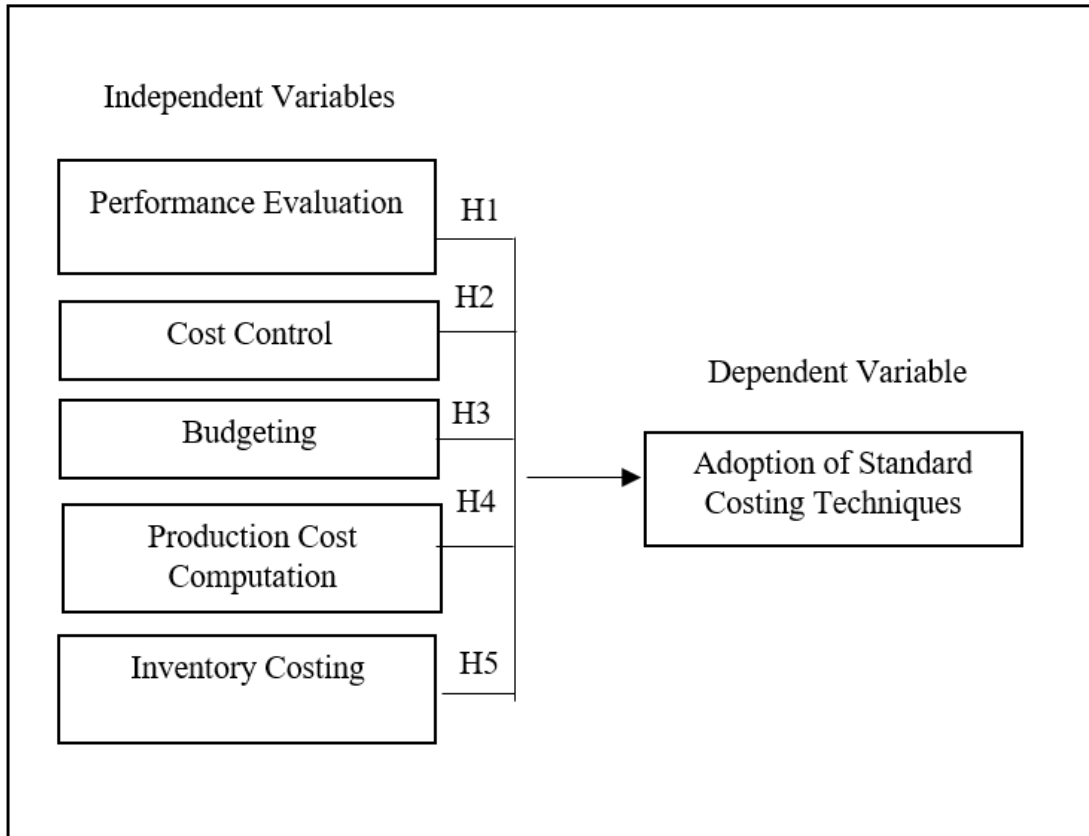 Independent Variables
Performance Evaluation
H1
H2
Cost Control
Budgeting
H3
H4
Production Cost
Computation
Inventory Costing
H5
Dependent Variable
Adoption of Standard
Costing Techniques